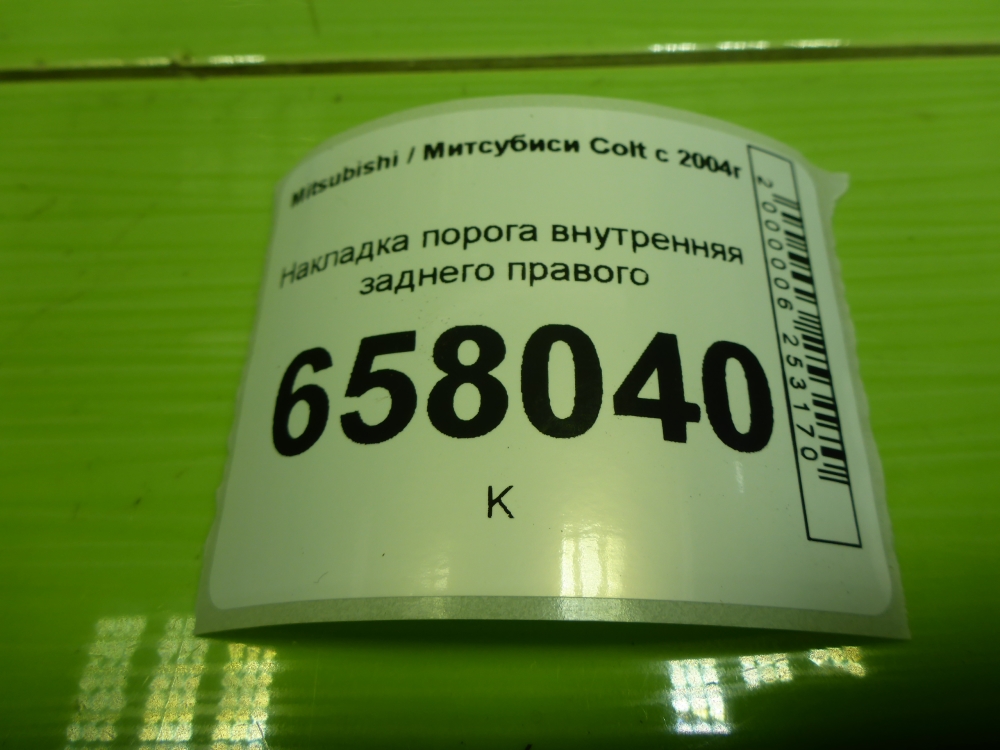 Mitsubishi / Митсубиси Colt с 2004г
Накладка порога внутренняя
заднего правого
658040
К
2000006253170